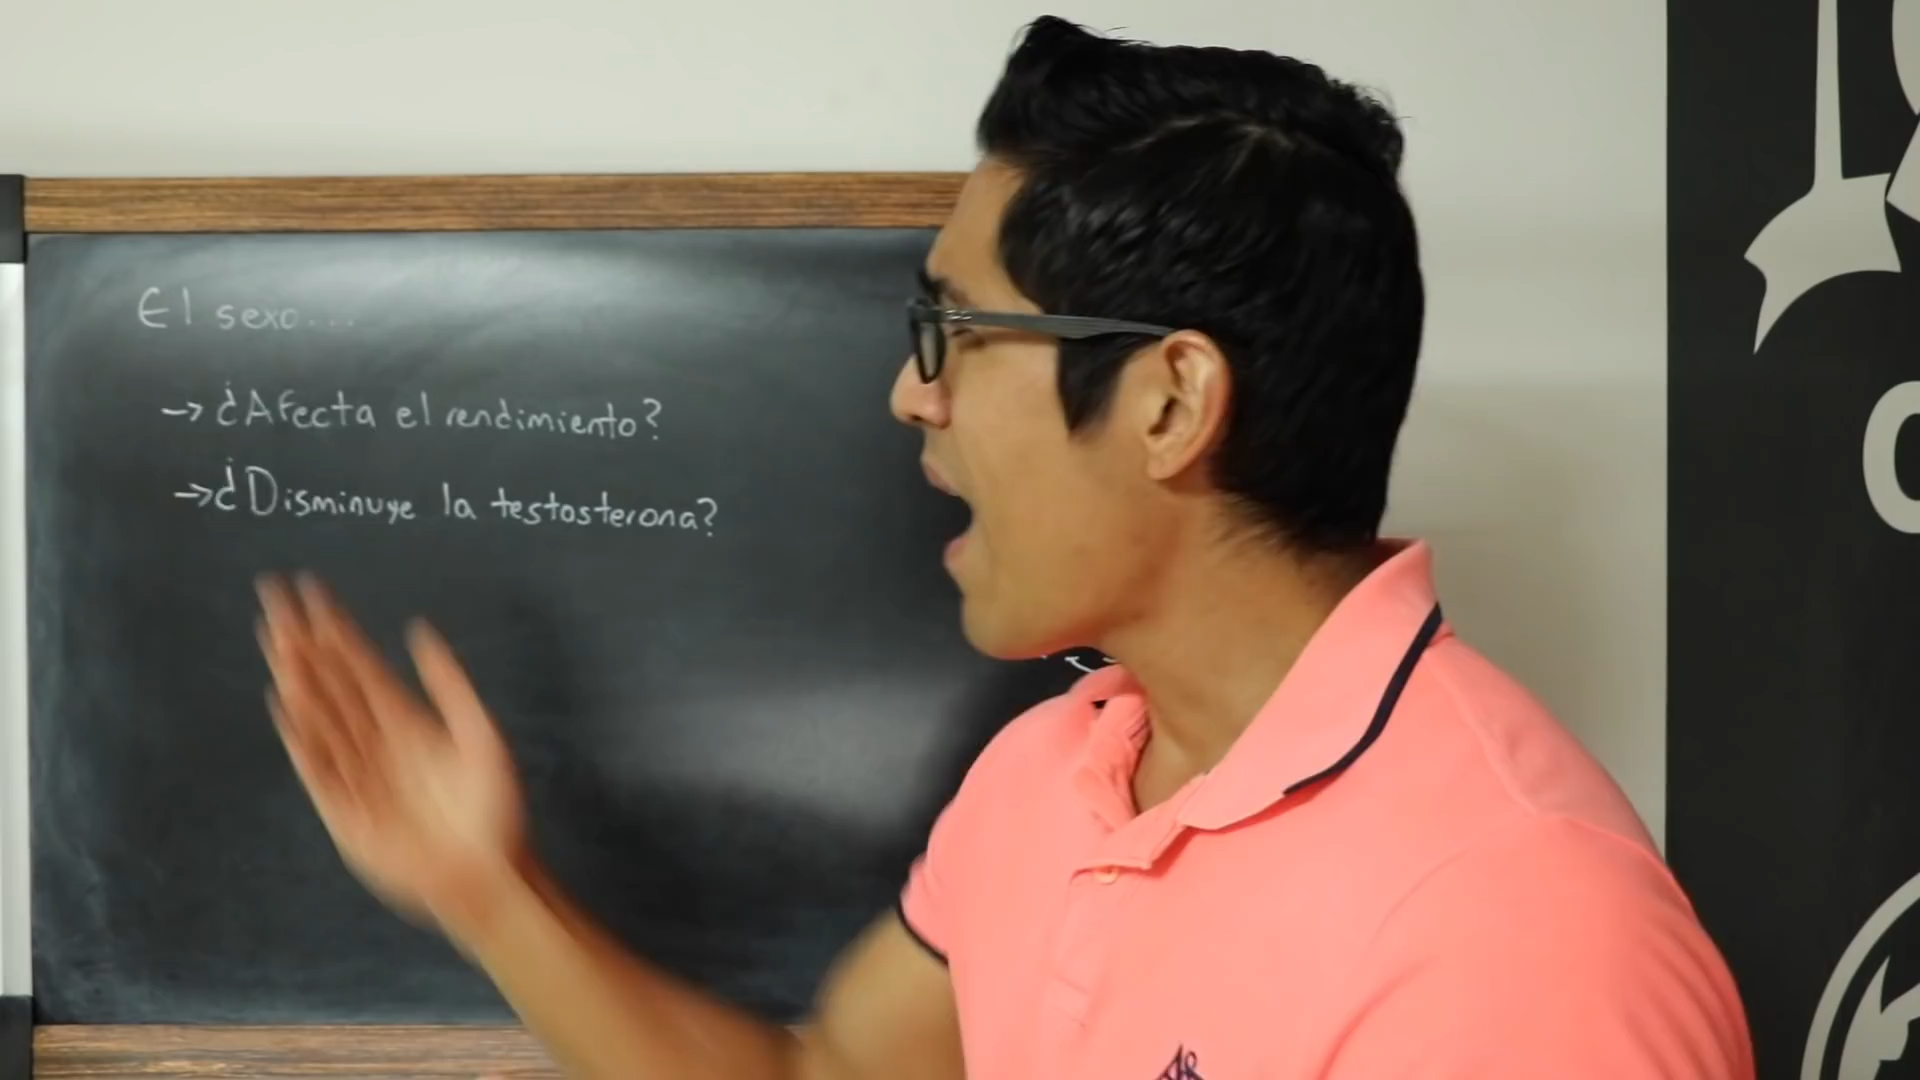 El sexo...
→ ¿Afecta el rendimiento?
→ ¿Disminuye la testosterona?